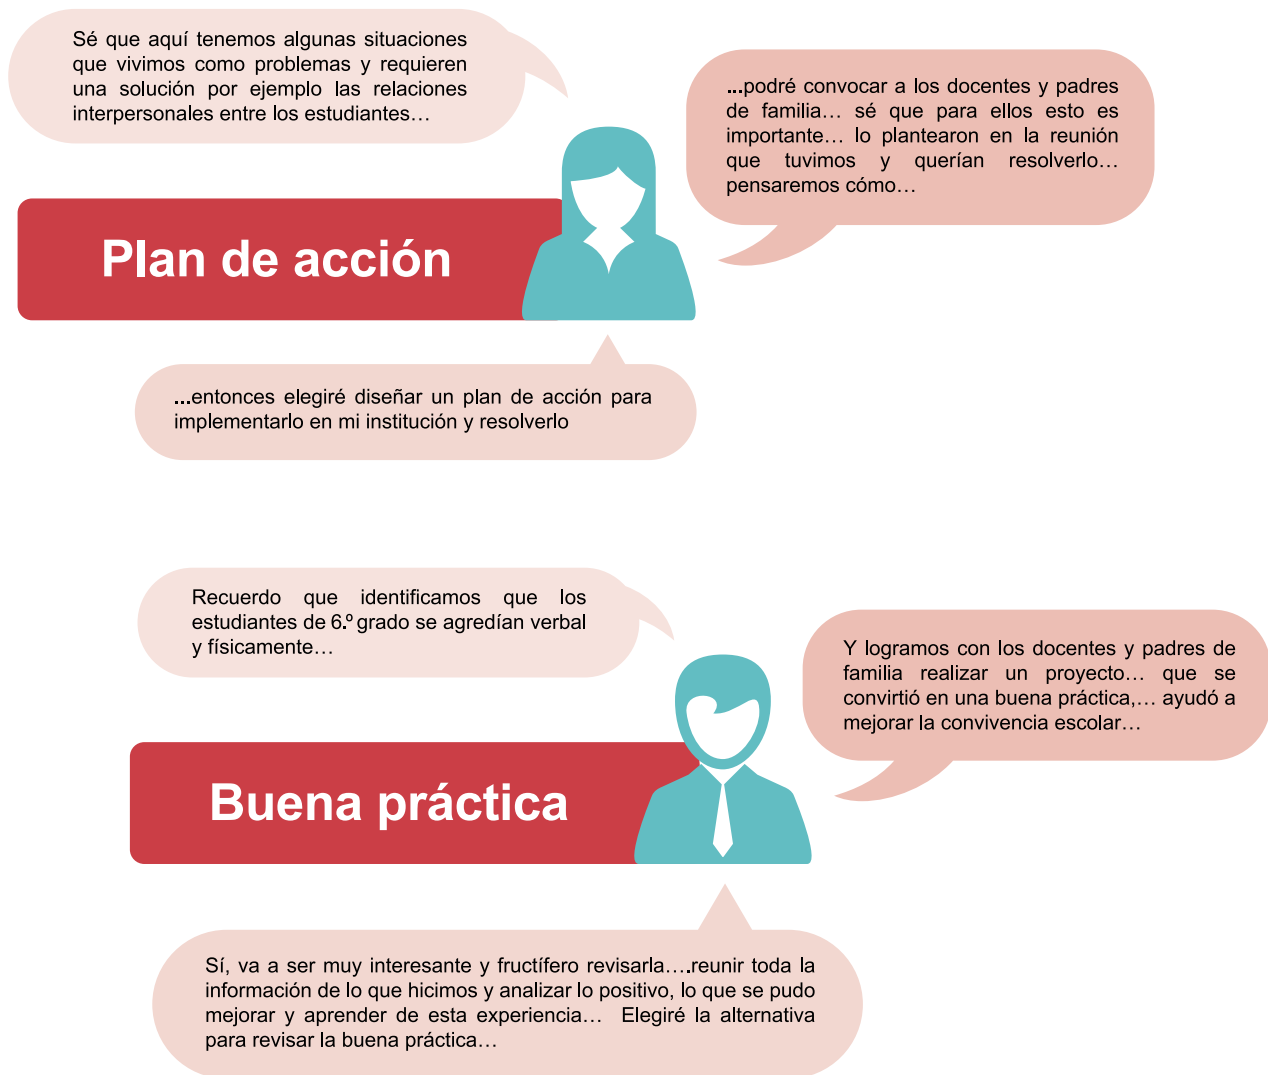 Sé que aquí tenemos algunas situaciones
que vivimos como problemas y requieren
una solución por ejemplo las relaciones
interpersonales entre los estudiantes…
...podré convocar a los docentes y padres
de familia… sé que para ellos esto es
importante… lo plantearon en la reunión
que tuvimos y querían resolverlo…
pensaremos cómo…
Plan de acción
...entonces elegiré diseñar un plan de acción para
implementarlo en mi institución y resolverlo
Recuerdo que identificamos que los
estudiantes de 6.º grado se agredían verbal
y físicamente…
Y logramos con los docentes y padres de
familia realizar un proyecto… que se
convirtió en una buena práctica,… ayudó a
mejorar la convivencia escolar…
Buena práctica
Sí, va a ser muy interesante y fructífero revisarla….reunir toda la
información de lo que hicimos y analizar lo positivo, lo que se pudo
mejorar y aprender de esta experiencia… Elegiré la alternativa
para revisar la buena práctica…